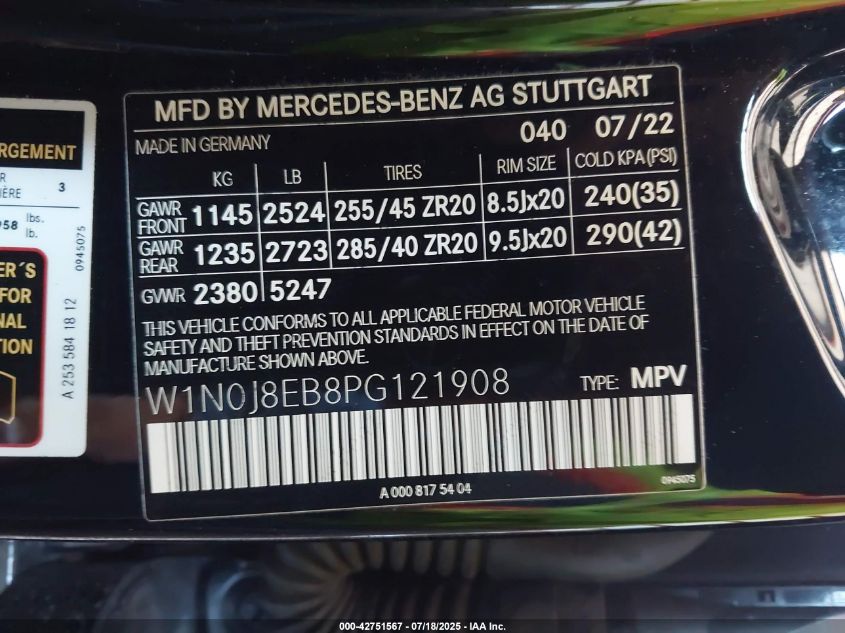 RGEMENT
R
IÈRE 3
958 lbs.
lb.
ER´S
FOR
NAL
TION
0945075
A 253 584 18 12
MFD BY MERCEDES-BENZ AG STUTTGART
MADE IN GERMANY 040 07/22
KG LB TIRES RIM SIZE COLD KPA(PSI)
GAWR FRONT 1145 2524 255/45 ZR20 8.5Jx20 240(35)
GAWR REAR 1235 2723 285/40 ZR20 9.5Jx20 290(42)
GVWR 2380 5247
THIS VEHICLE CONFORMS TO ALL APPLICABLE FEDERAL MOTOR VEHICLE
SAFETY AND THEFT PREVENTION STANDARDS IN EFFECT ON THE DATE OF
MANUFACTURE SHOWN ABOVE.
W1N0J8EB8PG121908 TYPE: MPV
A 000 817 54 04
0945075
000-42751567 - 07/18/2025 - IAA Inc.